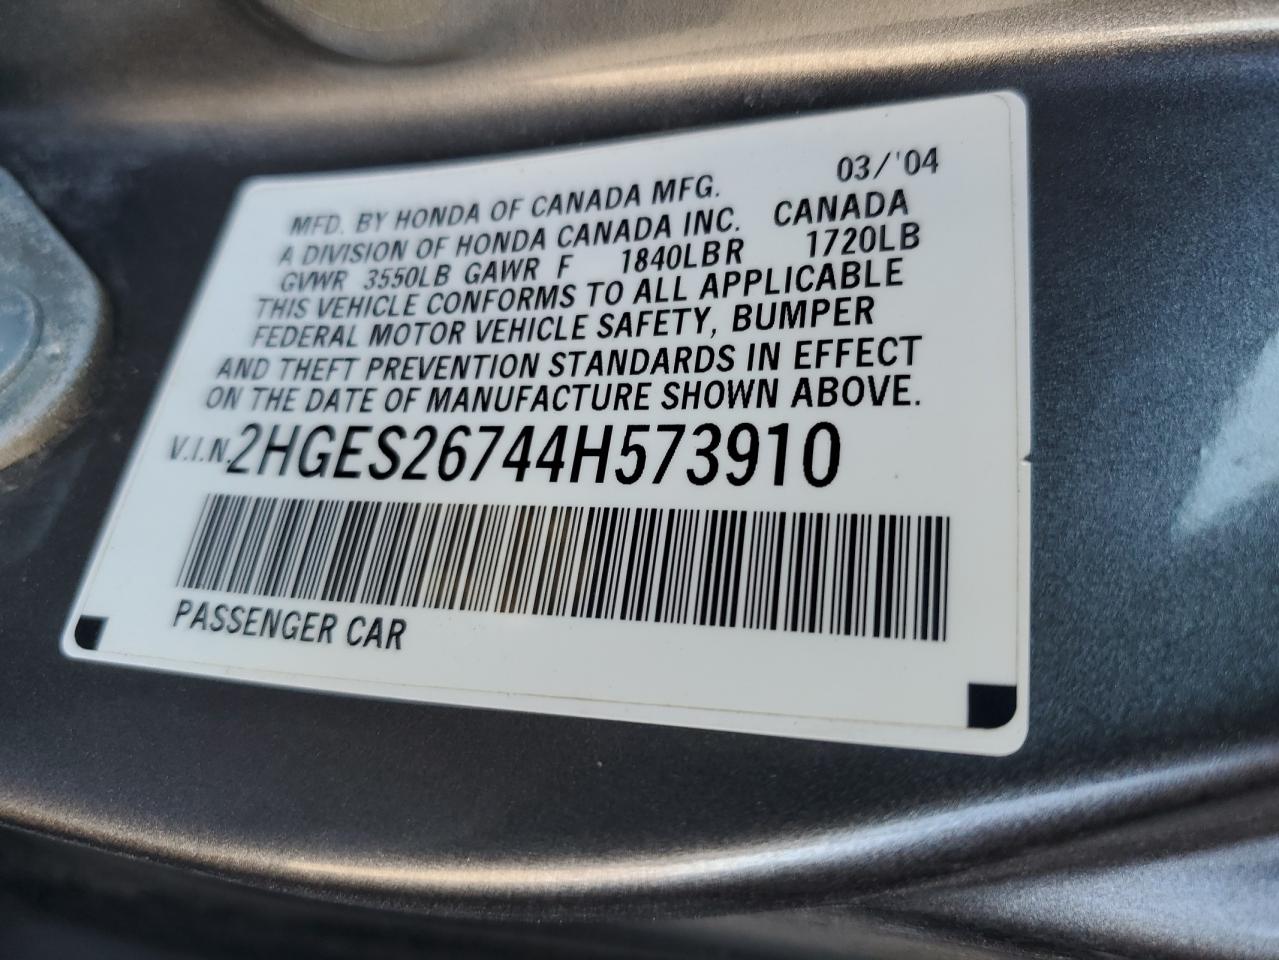 03/'04
MFD. BY HONDA OF CANADA MFG.
A DIVISION OF HONDA CANADA INC. CANADA
GVWR 3550LB GAWR F 1840LBR 1720LB
THIS VEHICLE CONFORMS TO ALL APPLICABLE
FEDERAL MOTOR VEHICLE SAFETY, BUMPER
AND THEFT PREVENTION STANDARDS IN EFFECT
ON THE DATE OF MANUFACTURE SHOWN ABOVE.
V.I.N. 2HGES26744H573910
PASSENGER CAR